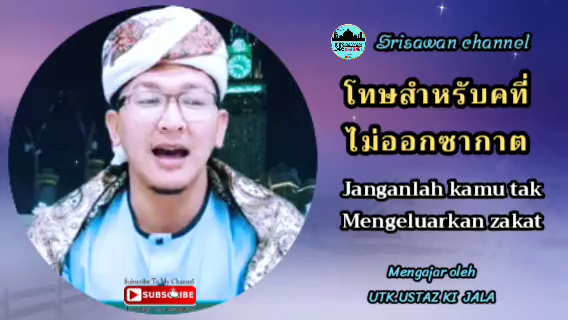 Srisawan channel
โทษสำหรับคที่
ไม่ออกซากาต
Janganlah kamu tak
Mengeluarkan zakat
Mengajar oleh
UTK.USTAZ KI JALA
Subscribe To My Channel
SUBSCRIBE